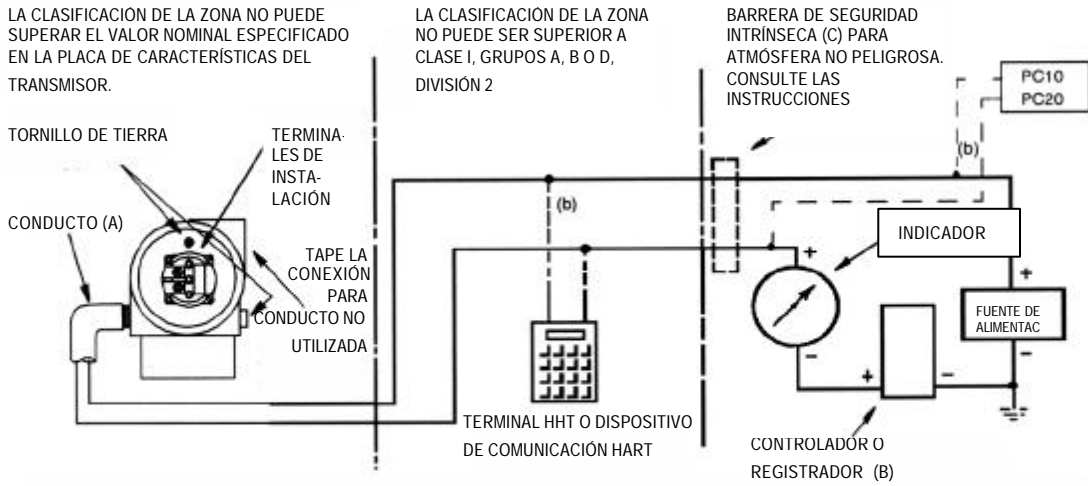 LA CLASIFICACIÓN DE LA ZONA NO PUEDE
SUPERAR EL VALOR NOMINAL ESPECIFICADO
EN LA PLACA DE CARACTERÍSTICAS DEL
TRANSMISOR.
LA CLASIFICACIÓN DE LA ZONA
NO PUEDE SER SUPERIOR A
CLASE I, GRUPOS A, B O D,
DIVISIÓN 2
BARRERA DE SEGURIDAD
INTRÍNSECA (C) PARA
ATMÓSFERA NO PELIGROSA.
CONSULTE LAS
INSTRUCCIONES
PC10
PC20
TORNILLO DE TIERRA
TERMINA-
LES DE
INSTA-
LACIÓN
CONDUCTO (A)
TAPE LA
CONEXIÓN
PARA
CONDUCTO NO
UTILIZADA
(b)
(b)
INDICADOR
+
-
+
-
+
-
FUENTE DE
ALIMENTAC
TERMINAL HHT O DISPOSITIVO
DE COMUNICACIÓN HART
CONTROLADOR O
REGISTRADOR (B)